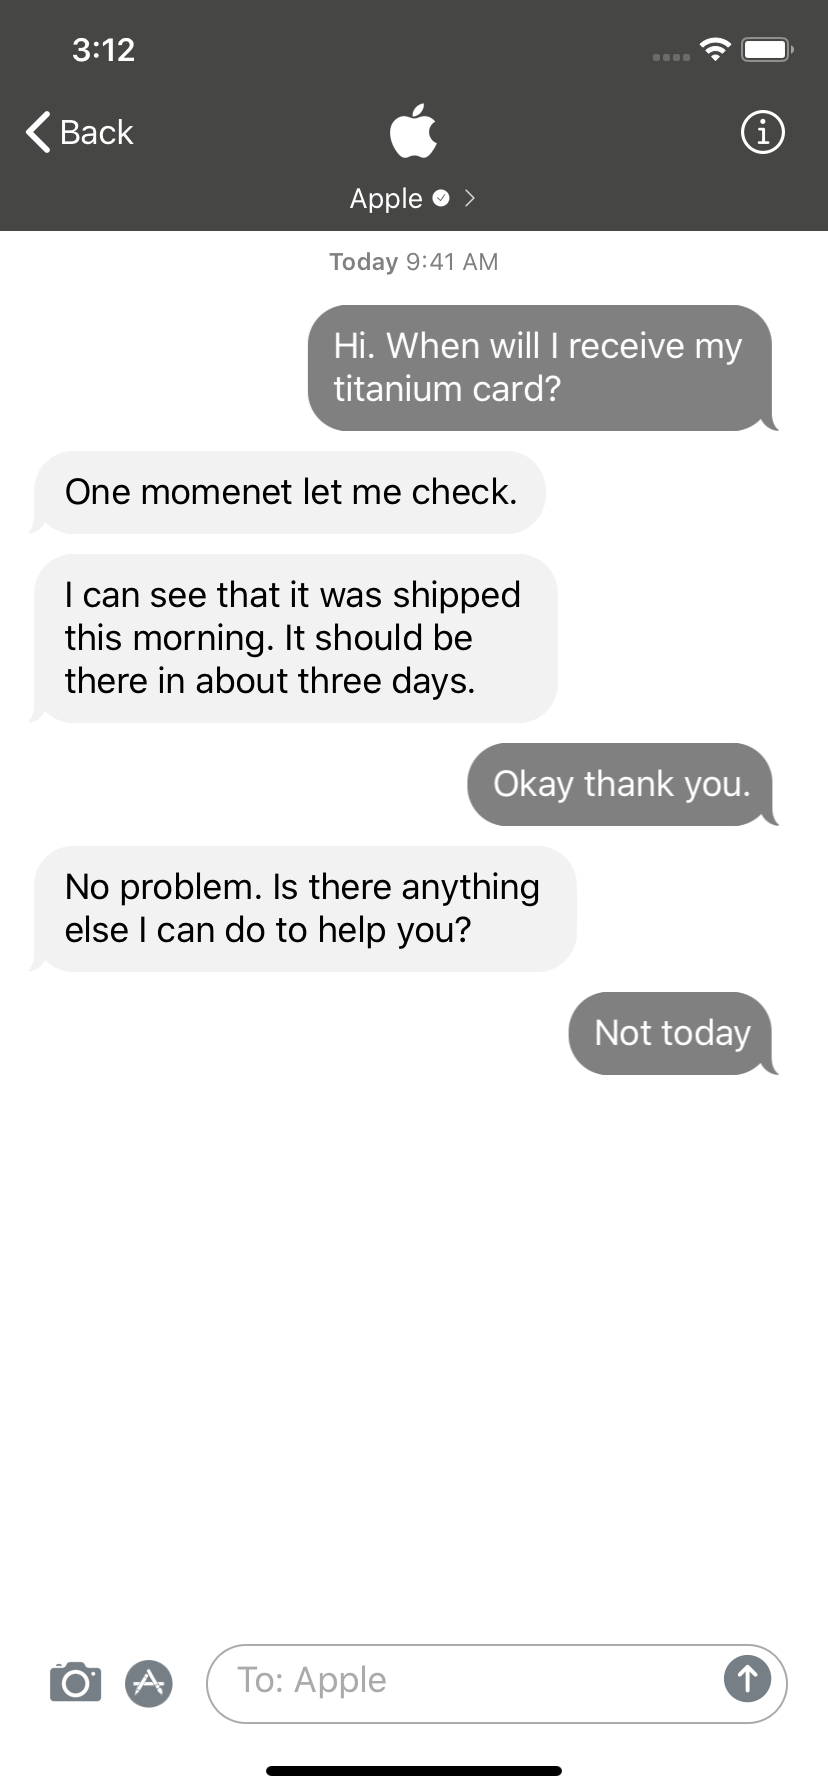 3:12
Back
Apple
Today 9:41 AM
Hi. When will I receive my
titanium card?
One momenet let me check.
I can see that it was shipped
this morning. It should be
there in about three days.
Okay thank you.
No problem. Is there anything
else I can do to help you?
Not today
To: Apple